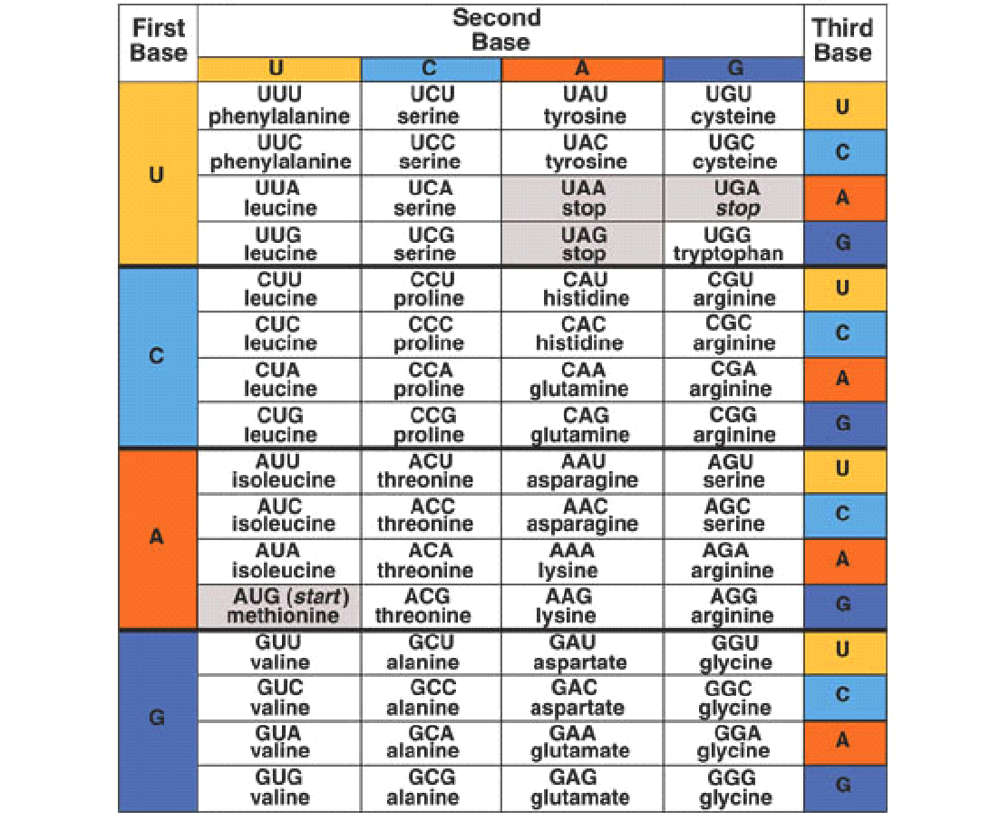 First Base
Second Base
Third Base
U C A G
UUU UCU UAU UGU
phenylalanine serine tyrosine cysteine
U
UUC UCC UAC UGC
phenylalanine serine tyrosine cysteine
C
U
UUA UCA UAA UGA
leucine serine stop stop
A
UUG UCG UAG UGG
leucine serine stop tryptophan
G
CUU CCU CAU CGU
leucine proline histidine arginine
U
CUC CCC CAC CGC
leucine proline histidine arginine
C
C
CUA CCA CAA CGA
leucine proline glutamine arginine
A
CUG CCG CAG CGG
leucine proline glutamine arginine
G
AUU ACU AAU AGU
isoleucine threonine asparagine serine
U
AUC ACC AAC AGC
isoleucine threonine asparagine serine
C
A
AUA ACA AAA AGA
isoleucine threonine lysine arginine
A
AUG (start) ACG AAG AGG
methionine threonine lysine arginine
G
GUU GCU GAU GGU
valine alanine aspartate glycine
U
GUC GCC GAC GGC
valine alanine aspartate glycine
C
G
GUA GCA GAA GGA
valine alanine glutamate glycine
A
GUG GCG GAG GGG
valine alanine glutamate glycine
G